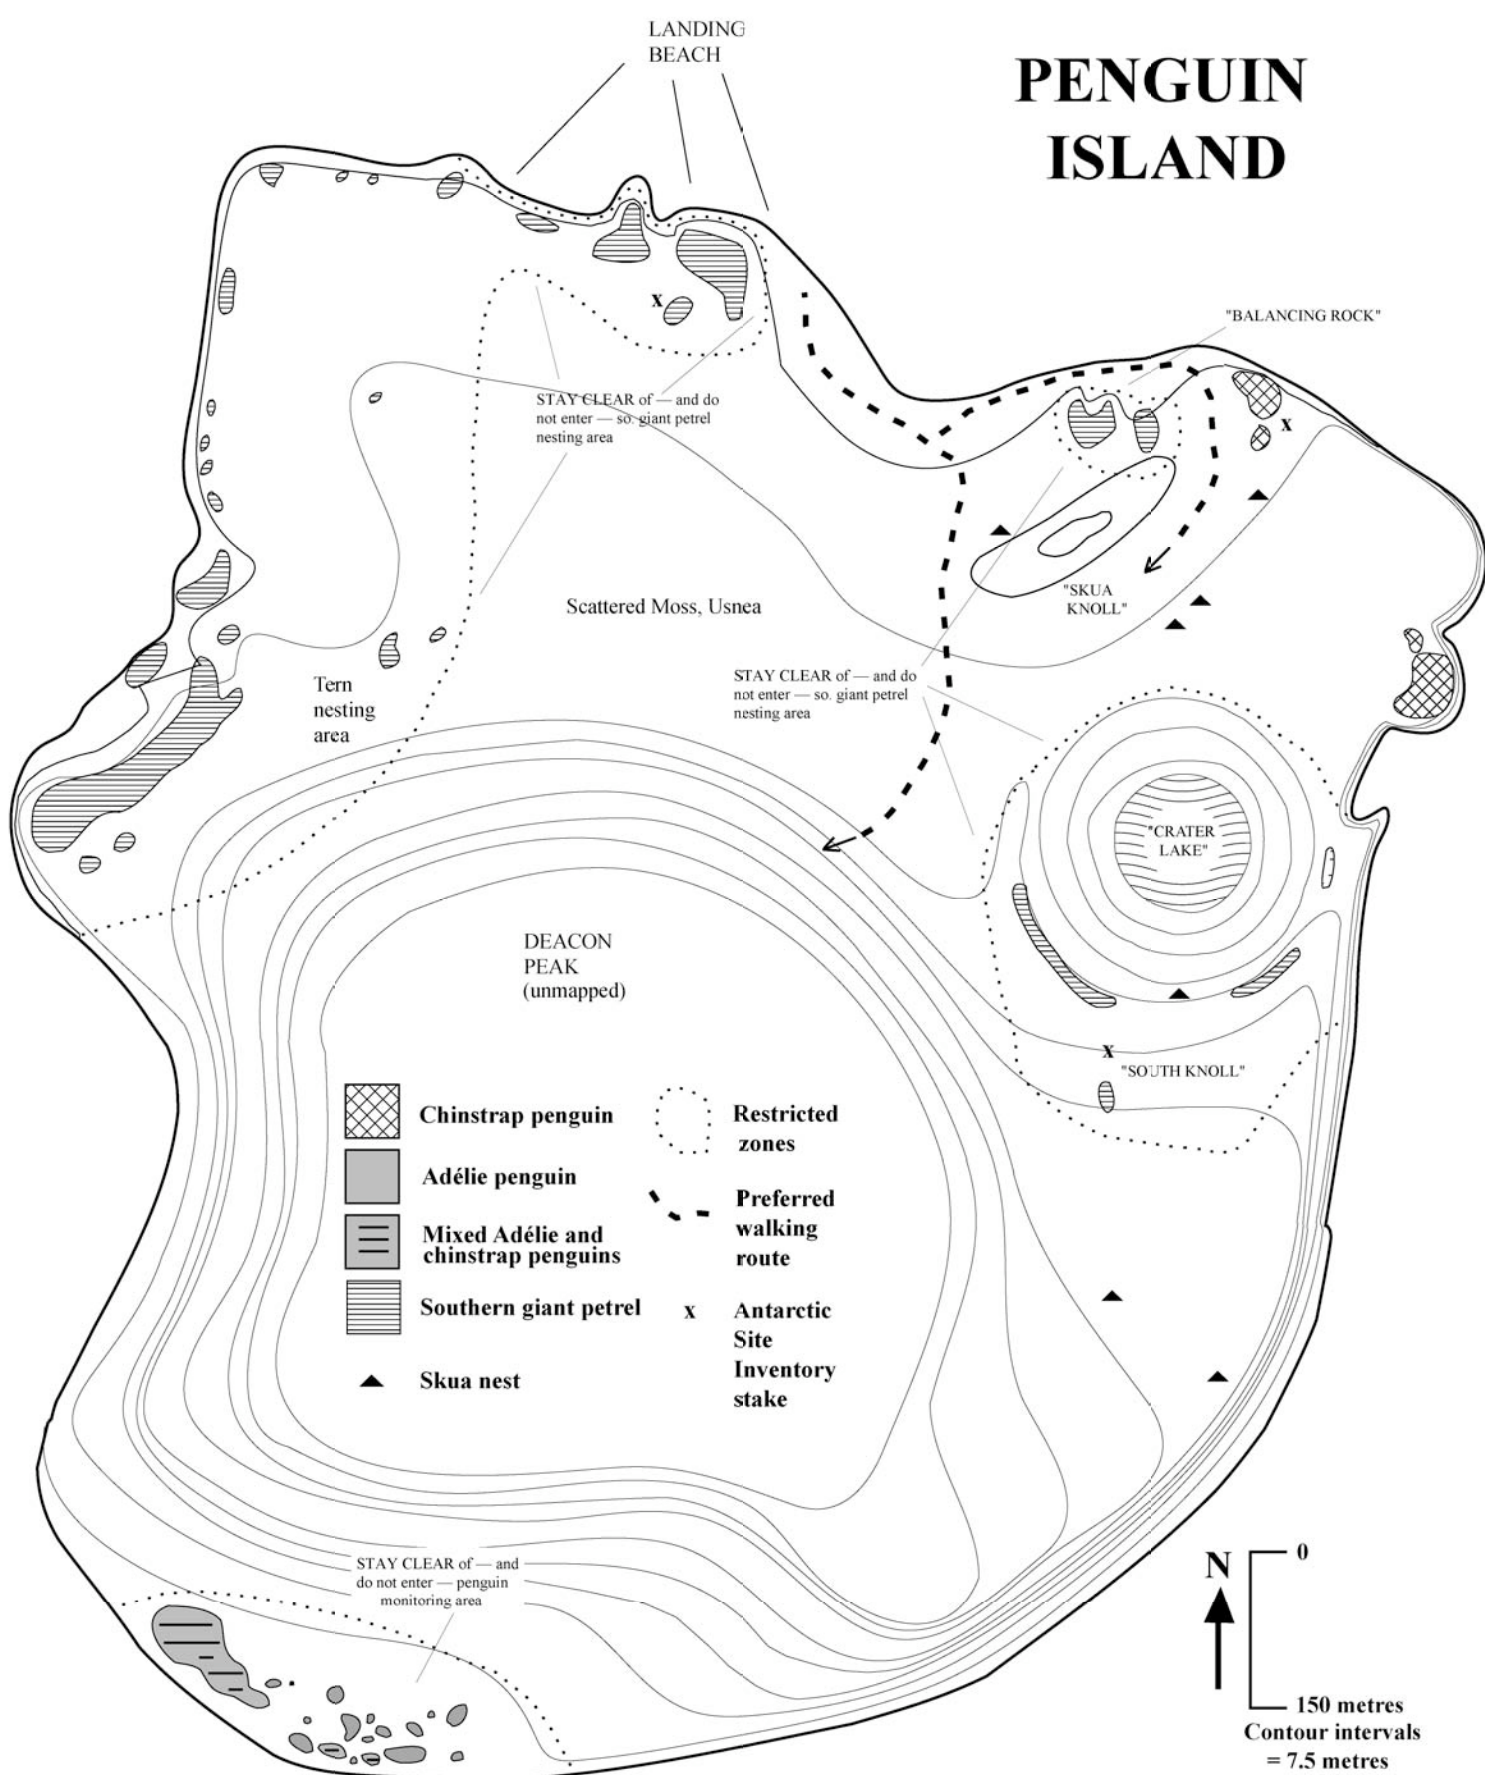 LANDING
BEACH
PENGUIN
ISLAND
"BALANCING ROCK"
x
STAY CLEAR of — and do
not enter — so. giant petrel
nesting area
x
"SKUA
KNOLL"
Scattered Moss, Usnea
STAY CLEAR of — and do
not enter — so. giant petrel
nesting area
Tern
nesting
area
"CRATER
LAKE"
DEACON
PEAK
(unmapped)
x
"SOUTH KNOLL"
Chinstrap penguin
Adélie penguin
Mixed Adélie and
chinstrap penguins
Southern giant petrel
Skua nest
Restricted
zones
Preferred
walking
route
x
Antarctic
Site
Inventory
stake
STAY CLEAR of — and
do not enter — penguin
monitoring area
N
0
150 metres
Contour intervals
= 7.5 metres